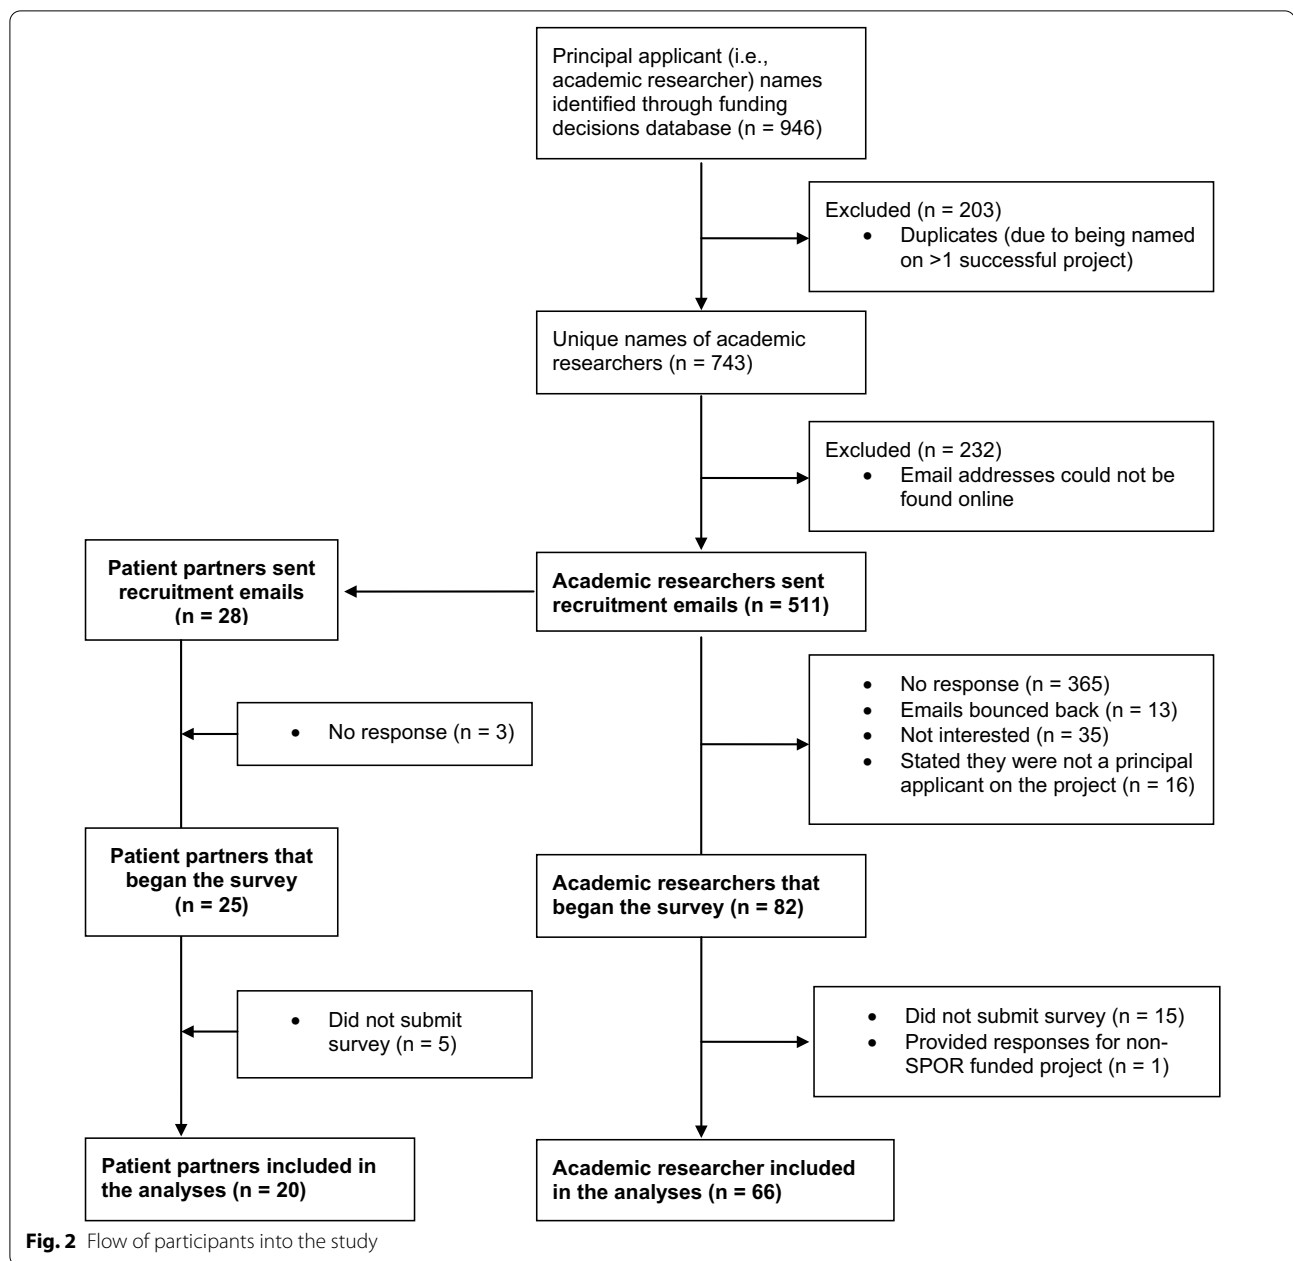 Principal applicant (i.e.,
academic researcher) names
identified through funding
decisions database (n = 946)
Excluded (n = 203)
• Duplicates (due to being named
on >1 successful project)
Unique names of academic
researchers (n = 743)
Excluded (n = 232)
• Email addresses could not be
found online
Patient partners sent
recruitment emails
(n = 28)
Academic researchers sent
recruitment emails (n = 511)
• No response (n = 365)
• Emails bounced back (n = 13)
• Not interested (n = 35)
• Stated they were not a principal
applicant on the project (n = 16)
• No response (n = 3)
Patient partners that
began the survey
(n = 25)
Academic researchers that
began the survey (n = 82)
• Did not submit
survey (n = 5)
• Did not submit survey (n = 15)
• Provided responses for non-
SPOR funded project (n = 1)
Patient partners included in
the analyses (n = 20)
Academic researcher included
in the analyses (n = 66)
Fig. 2 Flow of participants into the study